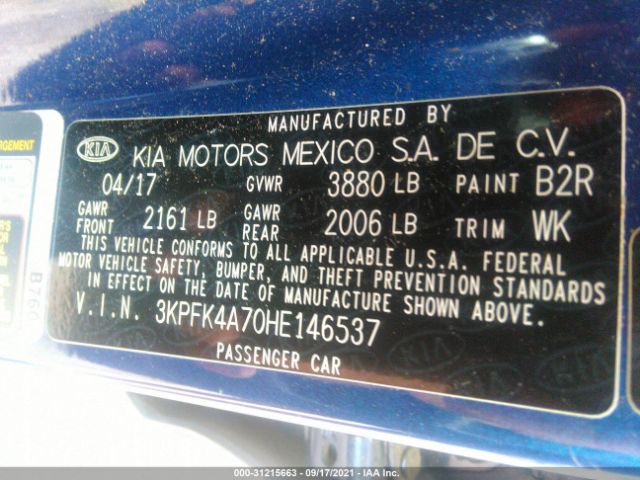 MANUFACTURED BY
KIA KIA MOTORS MEXICO S.A. DE C.V.
04/17 GVWR 3880 LB PAINT B2R
GAWR FRONT 2161 LB GAWR REAR 2006 LB TRIM WK
THIS VEHICLE CONFORMS TO ALL APPLICABLE U.S.A. FEDERAL
MOTOR VEHICLE SAFETY, BUMPER, AND THEFT PREVENTION STANDARDS
IN EFFECT ON THE DATE OF MANUFACTURE SHOWN ABOVE.
V.I.N. 3KPFK4A70HE146537
PASSENGER CAR
B760
000-31215663 - 09/17/2021 - IAA Inc.